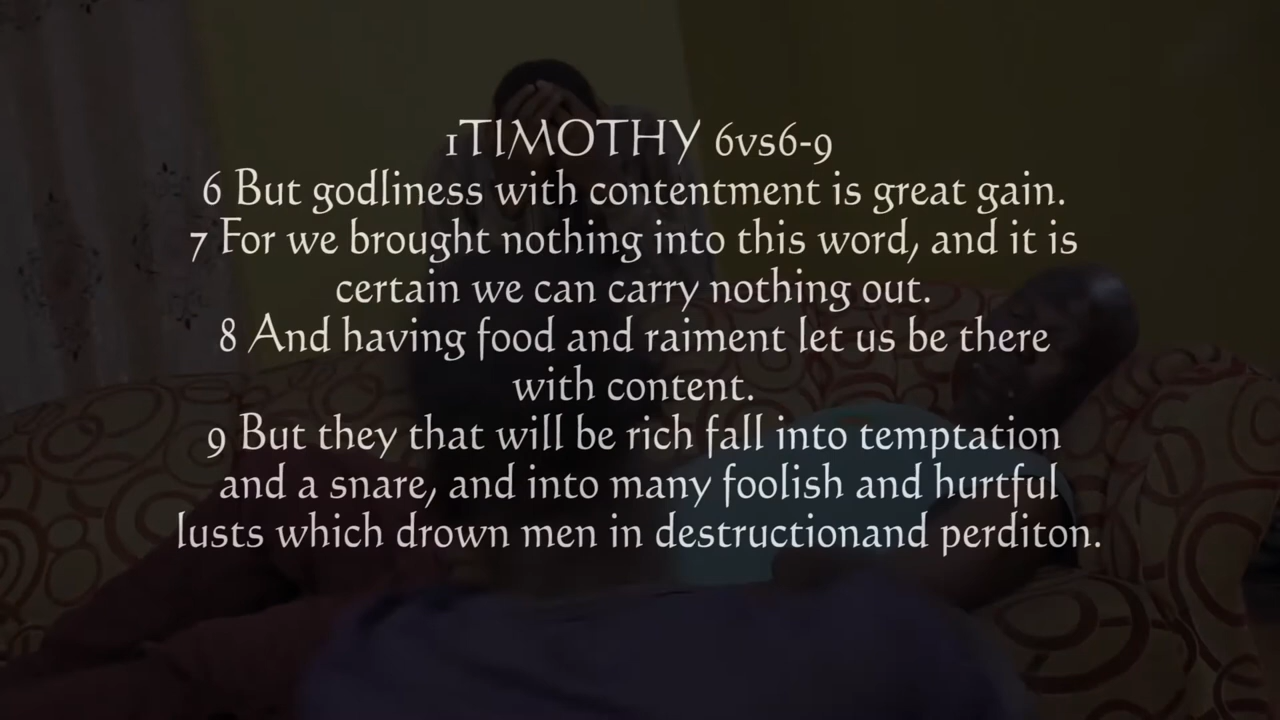 1TIMOTHY 6vs6-9
6 But godliness with contentment is great gain.
7 For we brought nothing into this word, and it is
certain we can carry nothing out.
8 And having food and raiment let us be there
with content.
9 But they that will be rich fall into temptation
and a snare, and into many foolish and hurtful
lusts which drown men in destructionand perditon.